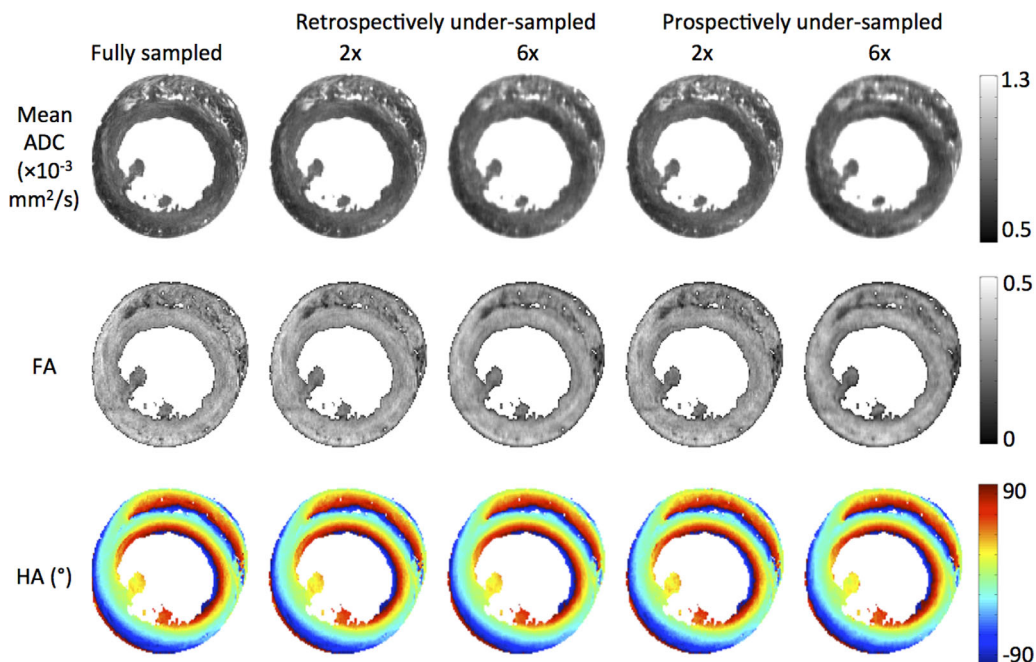 Retrospectively under-sampled
Prospectively under-sampled
Fully sampled
2x
6x
2x
6x
Mean
ADC
(×10⁻³
mm²/s)
1.3
0.5
FA
0.5
0
HA (°)
90
-90